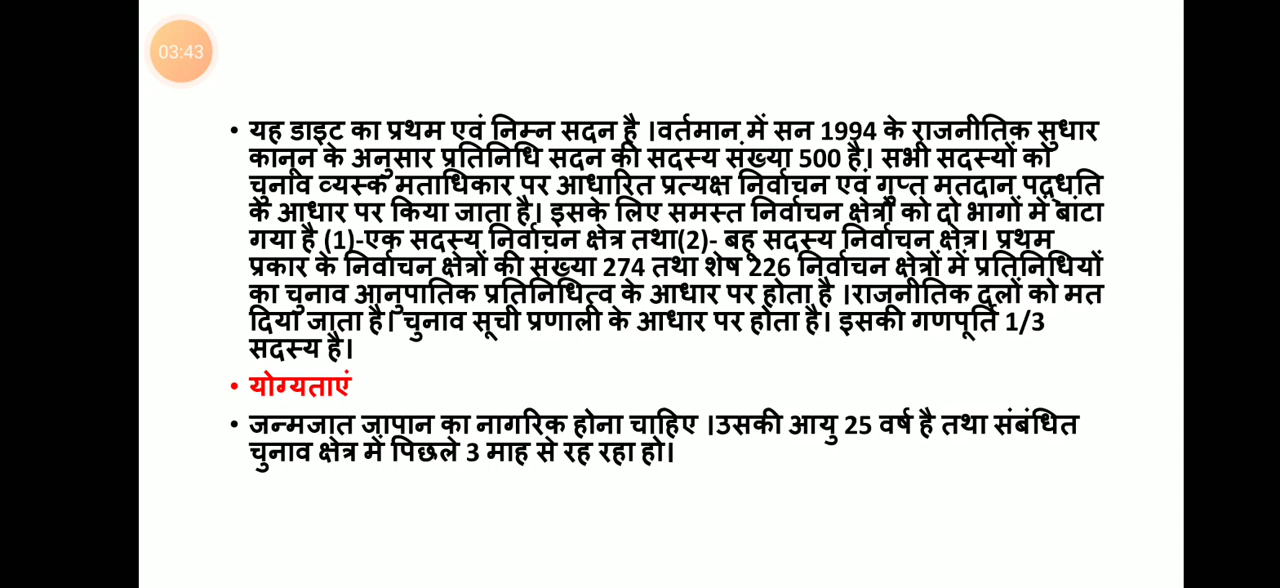 03:43
• यह डाइट का प्रथम एवं निम्न सदन है ।वर्तमान में सन 1994 के राजनीतिक सुधार
कानून के अनुसार प्रतिनिधि सदन की सदस्य संख्या 500 है। सभी सदस्यों को
चुनाव व्यस्क मताधिकार पर आधारित प्रत्यक्ष निर्वाचन एवं गुप्त मतदान पद्धति
के आधार पर किया जाता है। इसके लिए समस्त निर्वाचन क्षेत्रों को दो भागों में बांटा
गया है (1)-एक सदस्य निर्वाचन क्षेत्र तथा(2)- बहू सदस्य निर्वाचन क्षेत्र। प्रथम
प्रकार के निर्वाचन क्षेत्रों की संख्या 274 तथा शेष 226 निर्वाचन क्षेत्रों में प्रतिनिधियों
का चुनाव आनुपातिक प्रतिनिधित्व के आधार पर होता है ।राजनीतिक दलों को मत
दिया जाता है। चुनाव सूची प्रणाली के आधार पर होता है। इसकी गणपूर्ति 1/3
सदस्य है।
• योग्यताएं
• जन्मजात जापान का नागरिक होना चाहिए ।उसकी आयु 25 वर्ष है तथा संबंधित
चुनाव क्षेत्र में पिछले 3 माह से रह रहा हो।